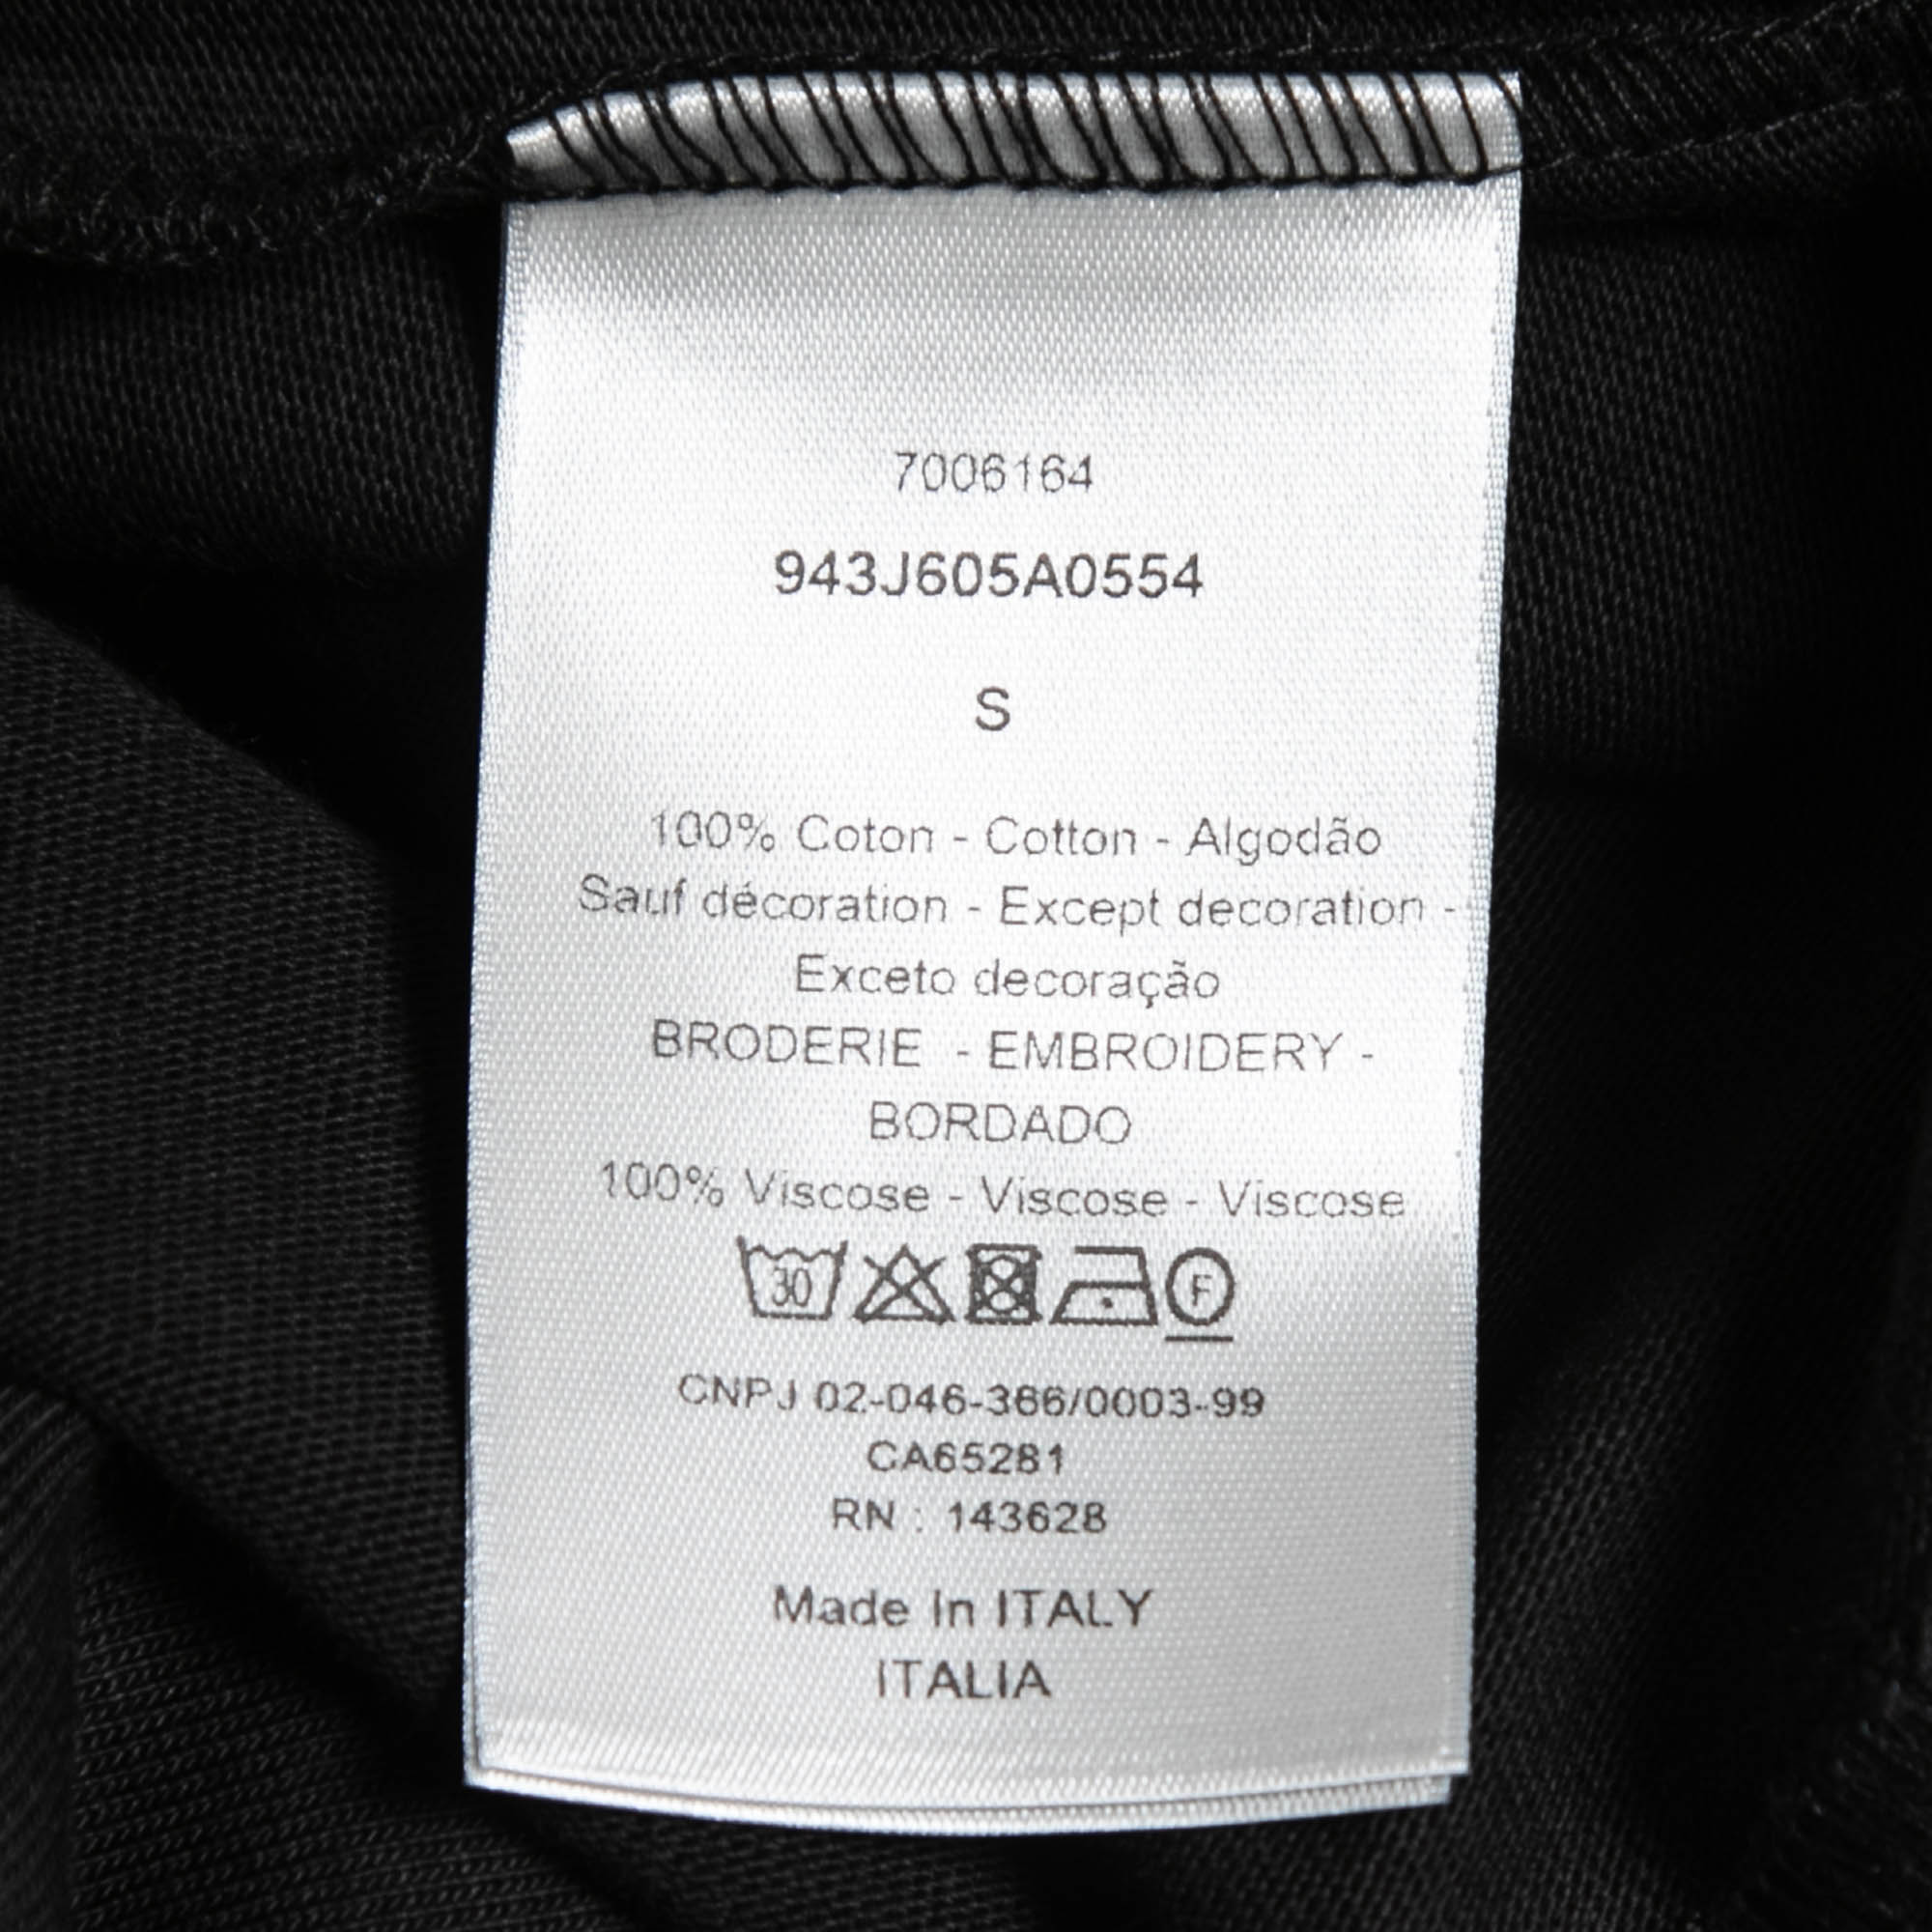 7006164
943J605A0554
S
100% Coton - Cotton - Algodão
Sauf décoration - Except decoration -
Exceto decoração
BRODERIE - EMBROIDERY -
BORDADO
100% Viscose - Viscose - Viscose
30 F
CNPJ 02-046-366/0003-99
CA65281
RN : 143628
Made In ITALY
ITALIA